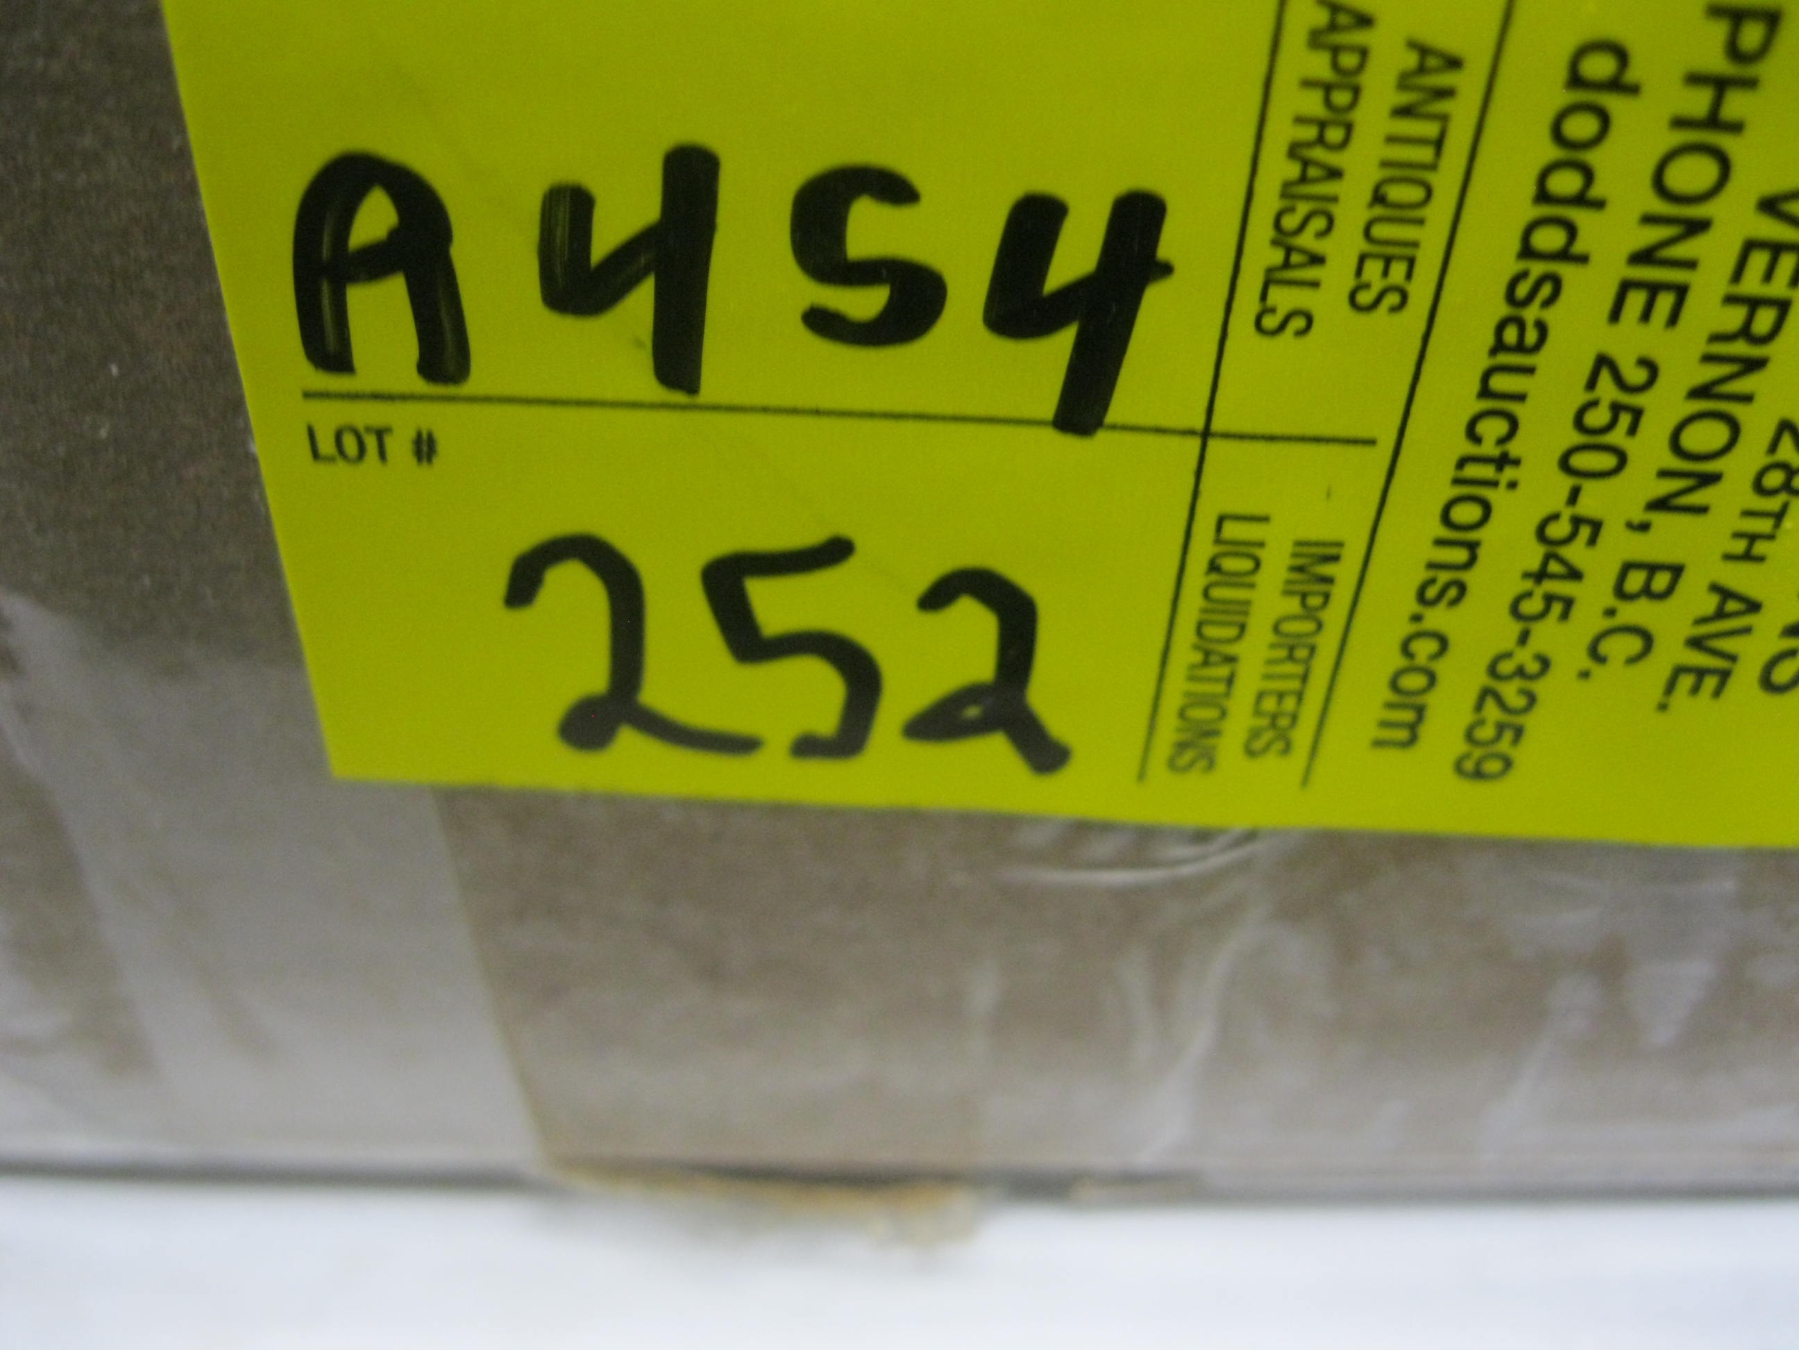 A454
LOT #
252
ANTIQUES
APPRAISALS
IMPORTERS
LIQUIDATIONS
28TH AVE.
VERNON, B.C.
PHONE 250-545-3259
doddsauctions.com